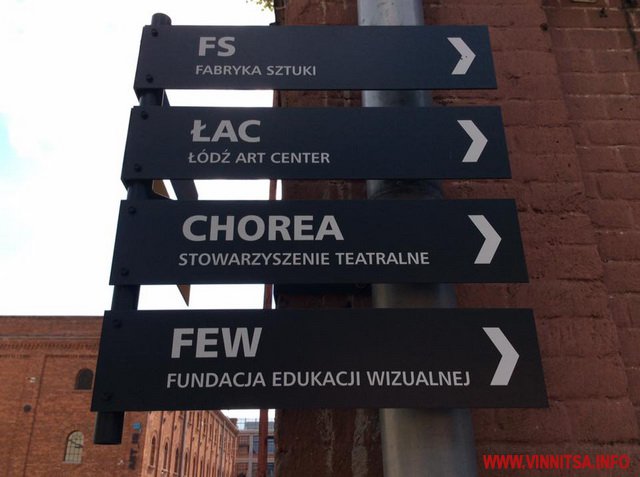 FS
FABRYKA SZTUKI
ŁAC
ŁÓDŹ ART CENTER
CHOREA
STOWARZYSZENIE TEATRALNE
FEW
FUNDACJA EDUKACJI WIZUALNEJ
WWW.VINNITSA.INFO